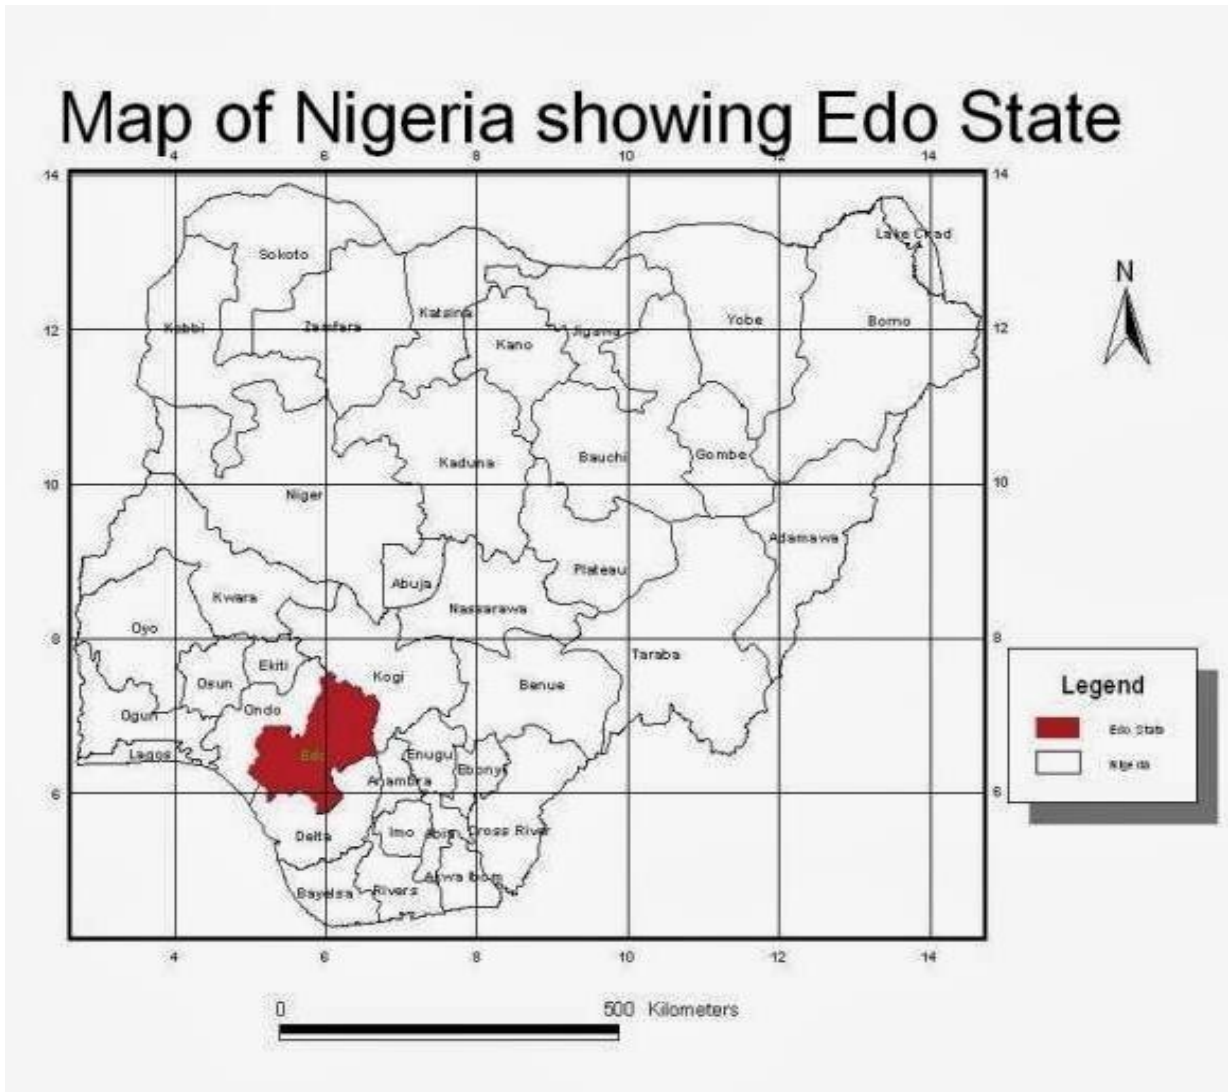 Map of Nigeria showing Edo State
4 6 8 10 12 14
14 14
Lake Chad
Sokoto
N
Katsina
Kebbi Zamfara Jigawa Yobe Borno
12 12
Kano
Gombe
Kaduna Bauchi
10 10
Niger
Adamawa
Plateau
Abuja
Kwara
Nassarawa
Oyo
8 8
Taraba
Ekiti
Kogi
Osun Benue
Legend
Ondo
Ogun
Edo State
Lagos Edo Enugu
Nigeria
Ebonyi
Anambra
6 6
Delta Imo Abia Cross River
Akwa Ibom
Bayelsa Rivers
4 6 8 10 12 14
0 500 Kilometers